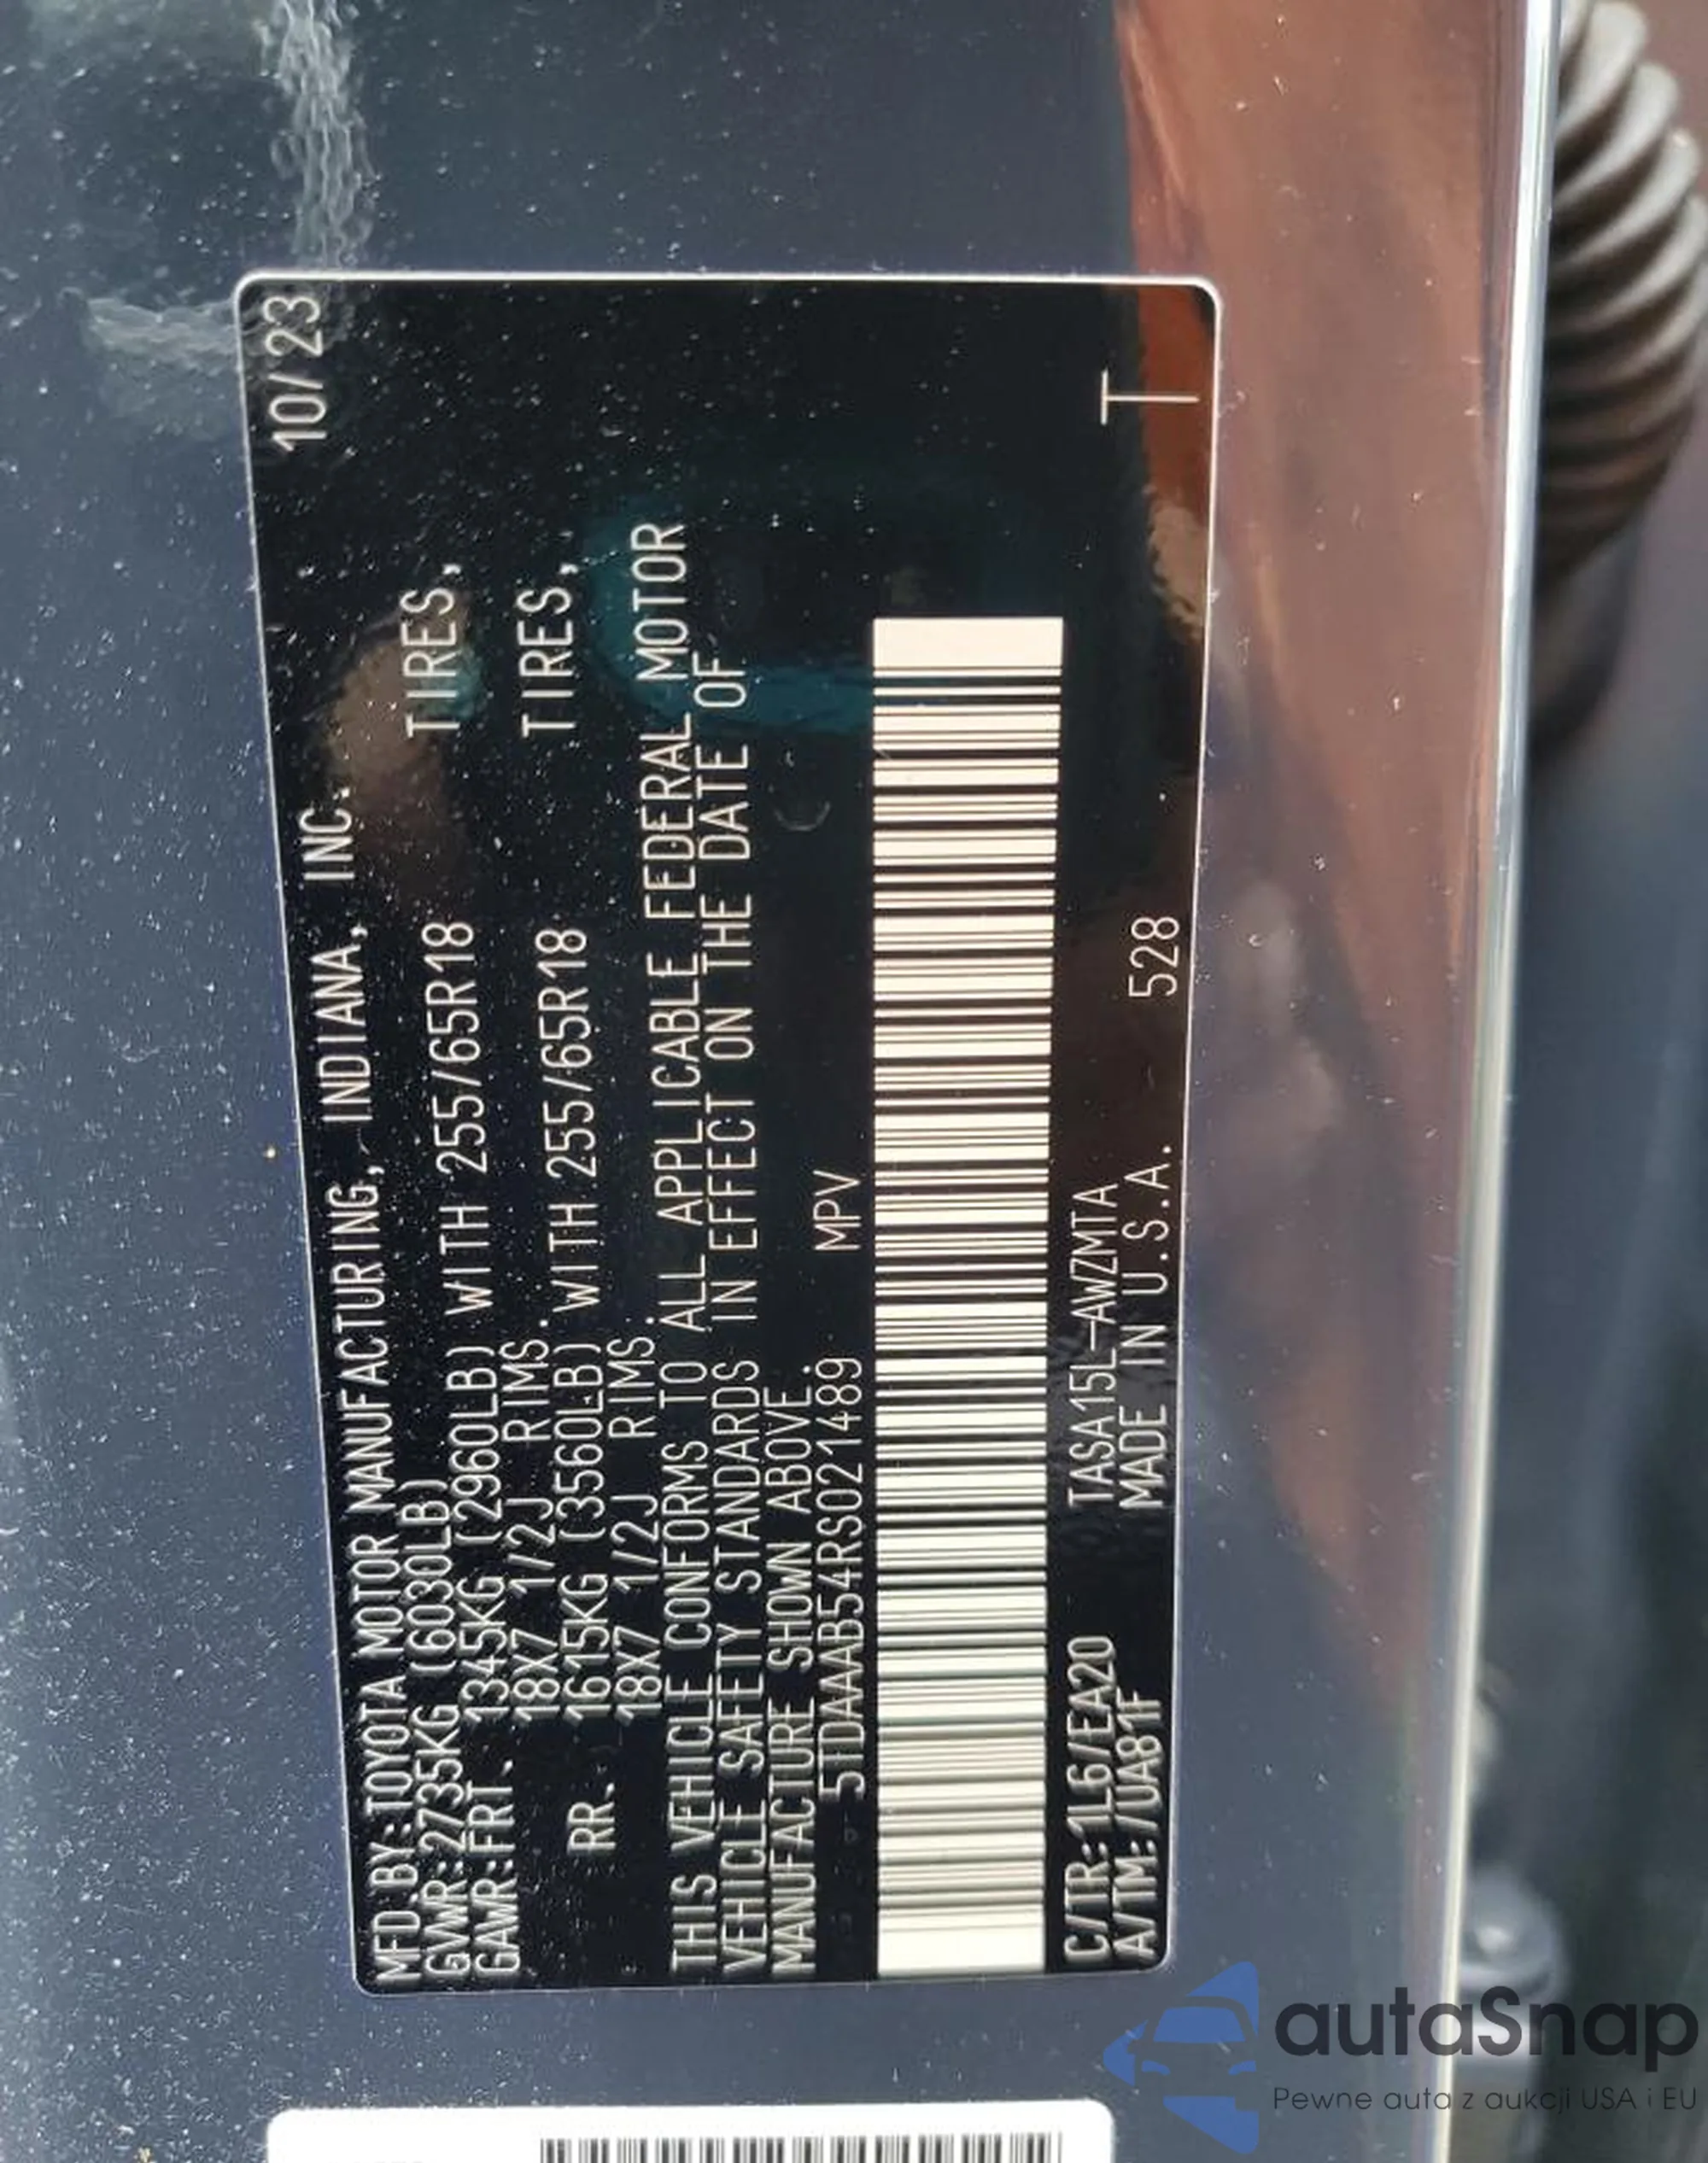 MFD.BY:TOYOTA MOTOR MANUFACTURING, INDIANA, INC. 10/23
GVWR:2735KG (6030LB)
GAWR:FRT. 1345KG (2960LB) WITH 255/65R18 TIRES,
18X7 1/2J RIMS.
RR. 1615KG (3560LB) WITH 255/65R18 TIRES,
18X7 1/2J RIMS.
THIS VEHICLE CONFORMS TO ALL APPLICABLE FEDERAL MOTOR
VEHICLE SAFETY STANDARDS IN EFFECT ON THE DATE OF
MANUFACTURE SHOWN ABOVE.
5TDAAAB54RS021489 MPV
C/TR:1L6/EA20 TASA15L-AWZMTA T
A/TM:/UA81F MADE IN U.S.A. 528
autaSnap
Pewne auta z aukcji USA i EU